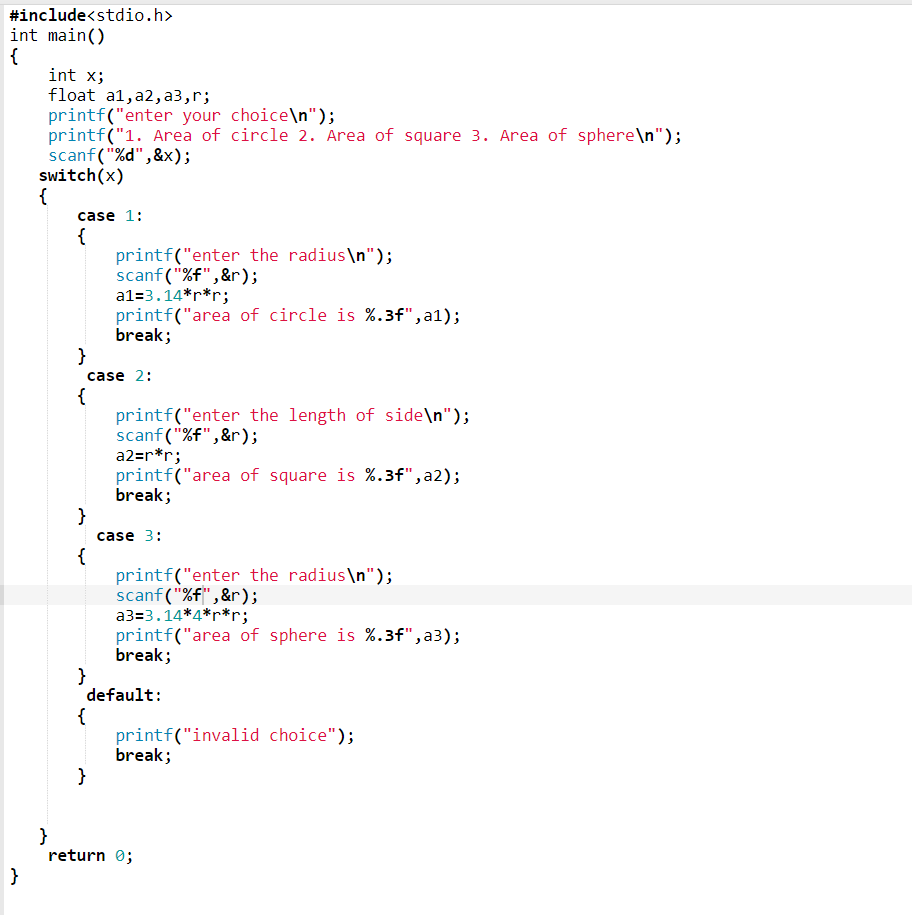 #include<stdio.h>
int main()
{
    int x;
    float a1,a2,a3,r;
    printf("enter your choice\n");
    printf("1. Area of circle 2. Area of square 3. Area of sphere\n");
    scanf("%d",&x);
   switch(x)
   {
       case 1:
       {
           printf("enter the radius\n");
           scanf("%f",&r);
           a1=3.14*r*r;
           printf("area of circle is %.3f",a1);
           break;
       }
        case 2:
       {
           printf("enter the length of side\n");
           scanf("%f",&r);
           a2=r*r;
           printf("area of square is %.3f",a2);
           break;
       }
         case 3:
       {
           printf("enter the radius\n");
           scanf("%f",&r);
           a3=3.14*4*r*r;
           printf("area of sphere is %.3f",a3);
           break;
       }
        default:
       {
           printf("invalid choice");
           break;
       }
   }
    return 0;
}